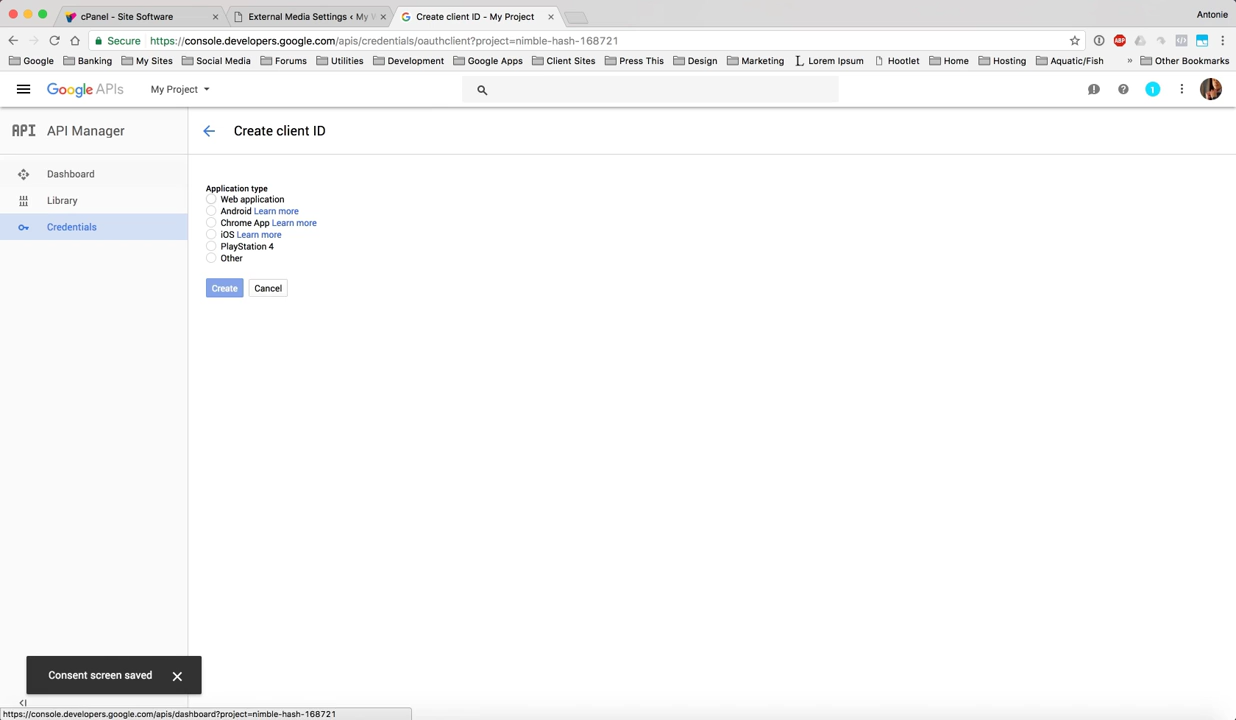 cPanel - Site Software
External Media Settings ‹ My W
Create client ID - My Project
Antonie
Secure
https://console.developers.google.com/apis/credentials/oauthclient?project=nimble-hash-168721
ABP
Google
Banking
My Sites
Social Media
Forums
Utilities
Development
Google Apps
Client Sites
Press This
Design
Marketing
Lorem Ipsum
Hootlet
Home
Hosting
Aquatic/Fish
»
Other Bookmarks
Google APIs
My Project
1
API API Manager
Create client ID
Dashboard
Library
Credentials
Application type
Web application
Android Learn more
Chrome App Learn more
iOS Learn more
PlayStation 4
Other
Create
Cancel
Consent screen saved
https://console.developers.google.com/apis/dashboard?project=nimble-hash-168721